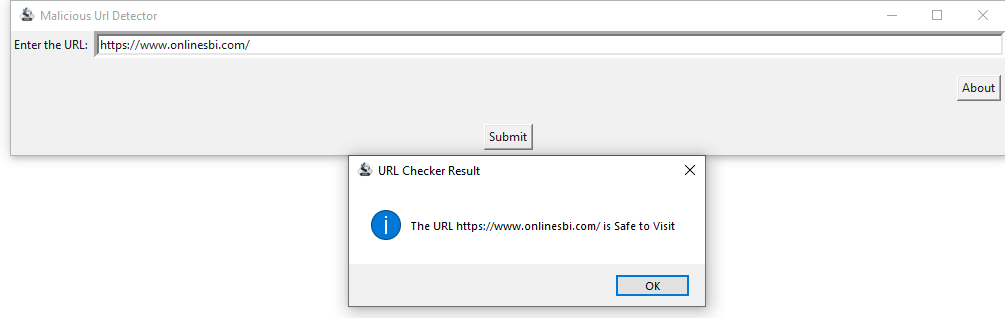 Malicious Url Detector
Enter the URL: https://www.onlinesbi.com/
About
Submit
URL Checker Result
The URL https://www.onlinesbi.com/ is Safe to Visit
OK